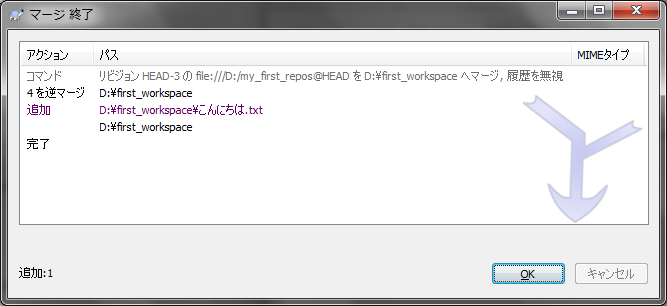 マージ 終了
アクション パス MIMEタイプ
コマンド リビジョン HEAD-3 の file:///D:/my_first_repos@HEAD を D:¥first_workspace へマージ, 履歴を無視
4 を逆マージ D:¥first_workspace
追加 D:¥first_workspace¥こんにちは.txt
D:¥first_workspace
完了
追加:1
OK キャンセル